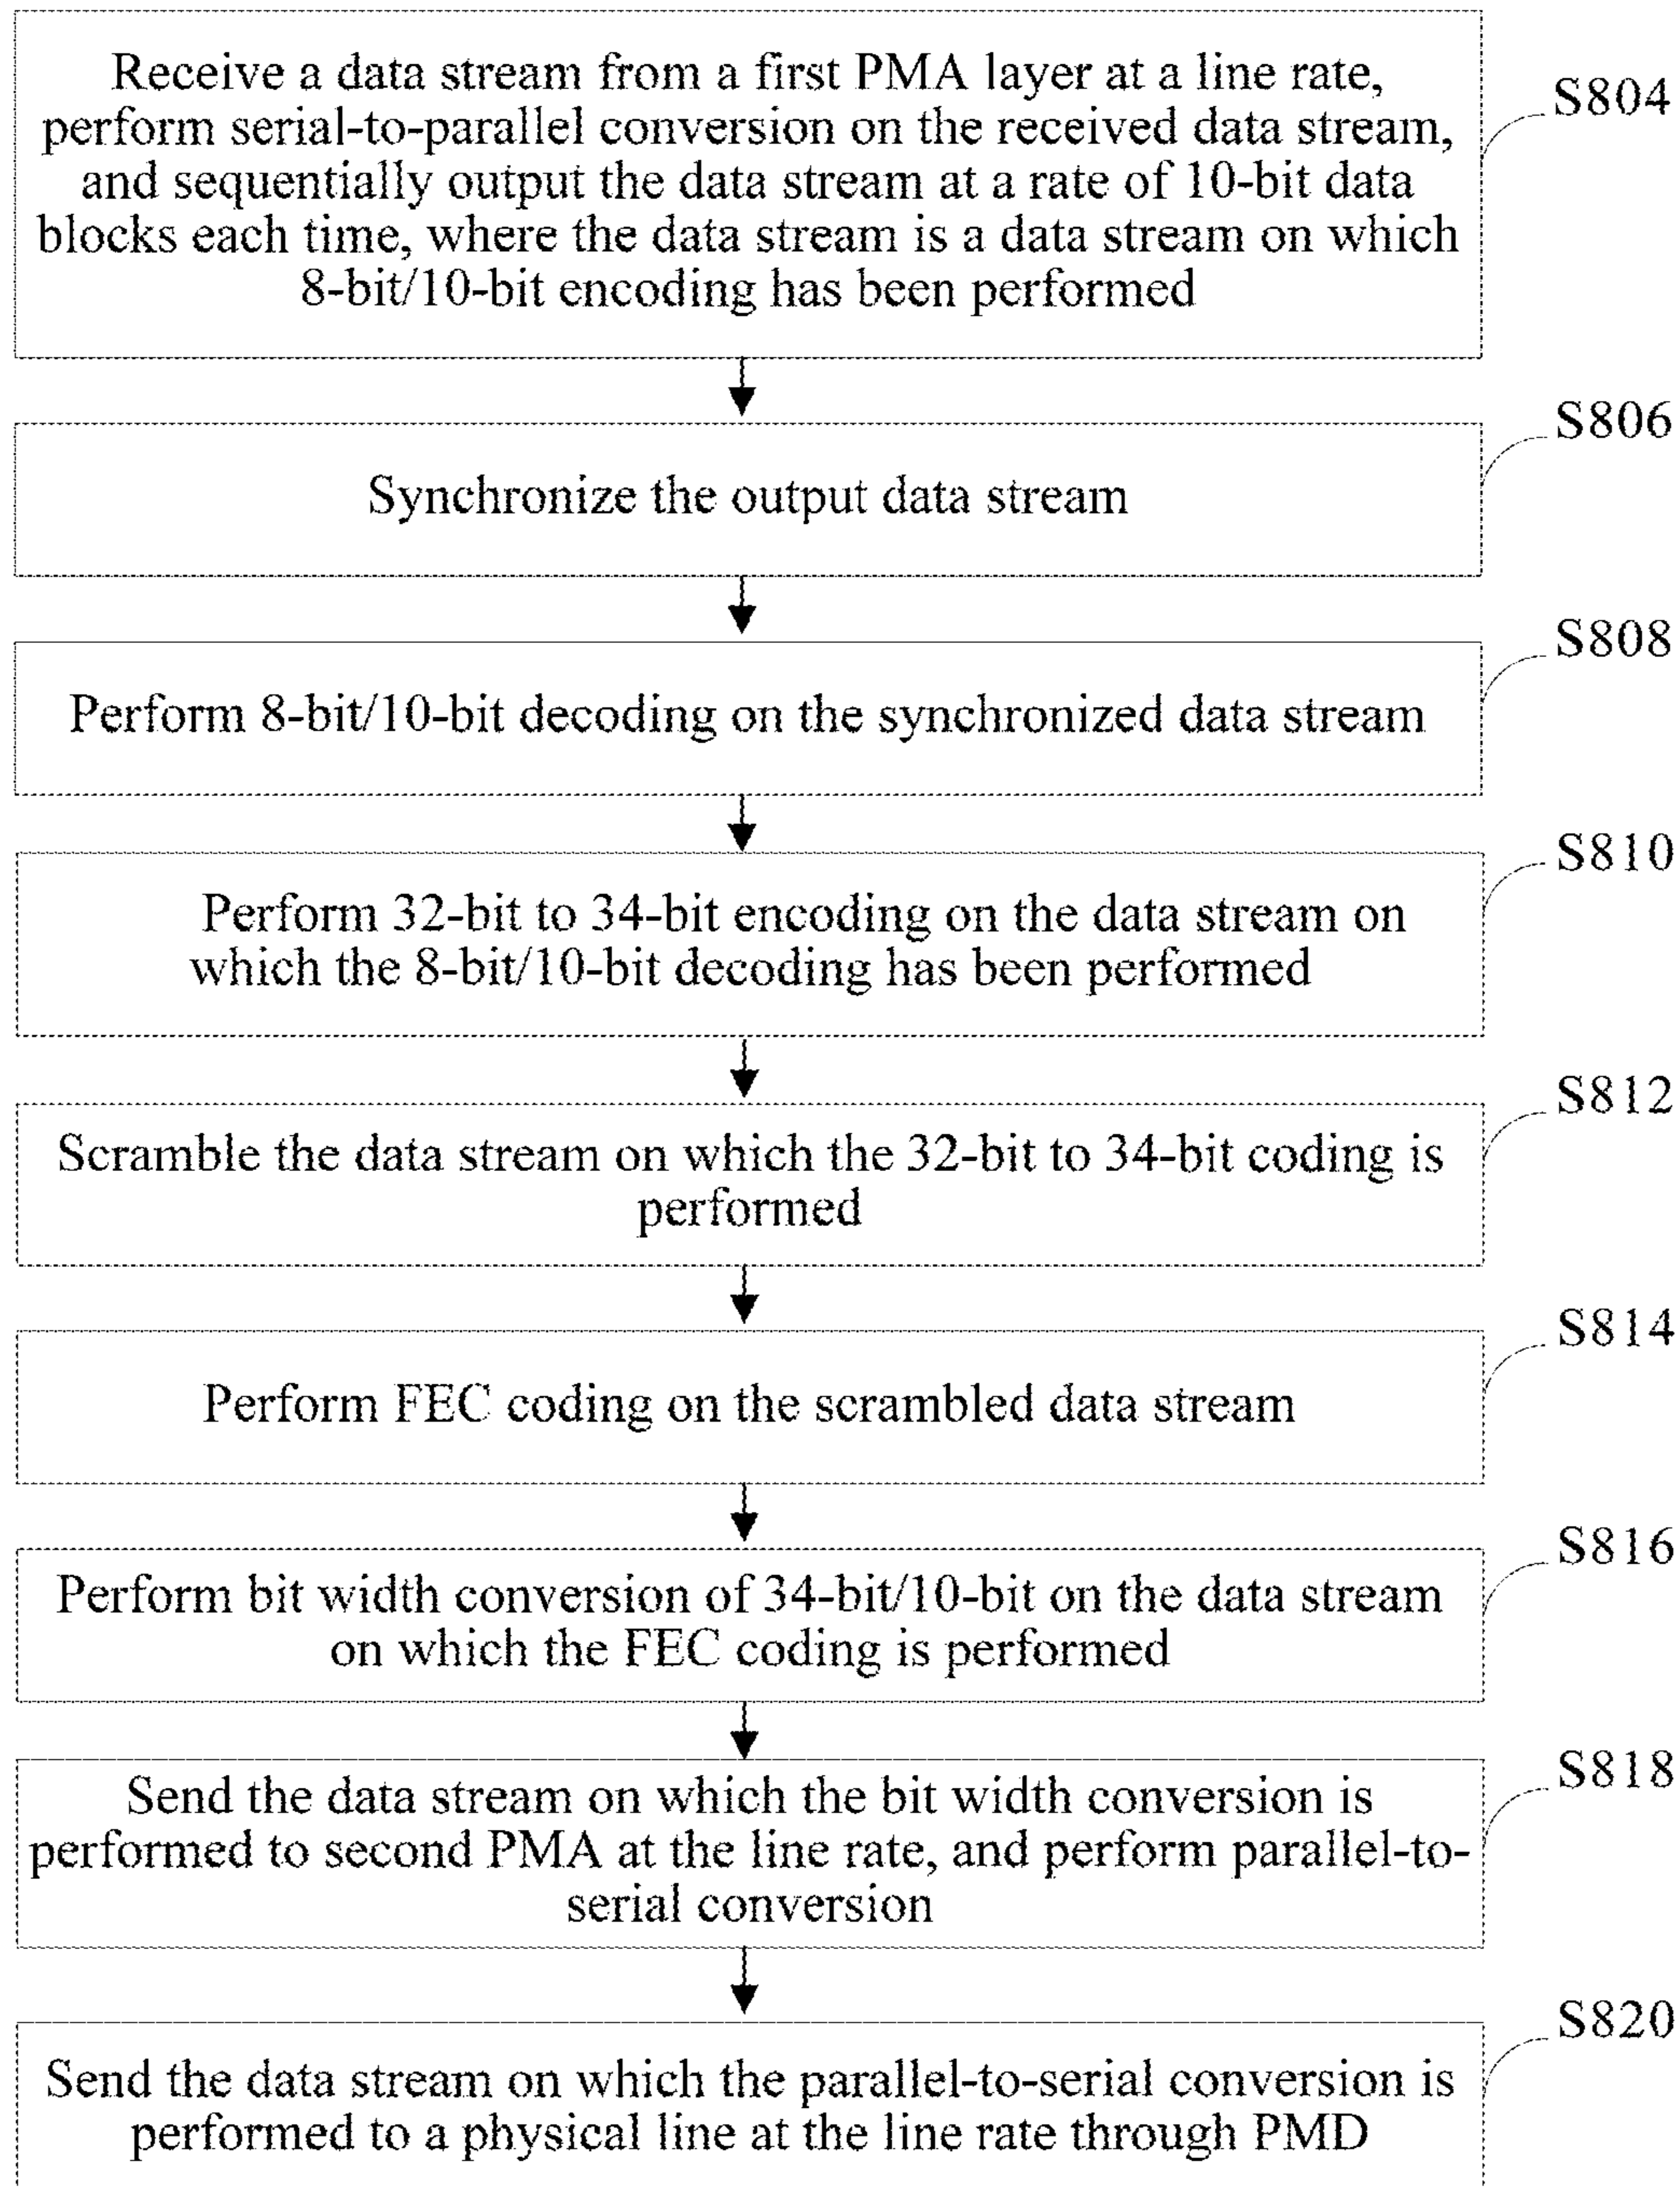 Receive a data stream from a first PMA layer at a line rate,
perform serial-to-parallel conversion on the received data stream,
and sequentially output the data stream at a rate of 10-bit data
blocks each time, where the data stream is a data stream on which
8-bit/10-bit encoding has been performed
S804
S806
Synchronize the output data stream
S808
Perform 8-bit/10-bit decoding on the synchronized data stream
S810
Perform 32-bit to 34-bit encoding on the data stream on
which the 8-bit/10-bit decoding has been performed
S812
Scramble the data stream on which the 32-bit to 34-bit coding is
performed
S814
Perform FEC coding on the scrambled data stream
S816
Perform bit width conversion of 34-bit/10-bit on the data stream
on which the FEC coding is performed
S818
Send the data stream on which the bit width conversion is
performed to second PMA at the line rate, and perform parallel-to-
serial conversion
S820
Send the data stream on which the parallel-to-serial conversion is
performed to a physical line at the line rate through PMD